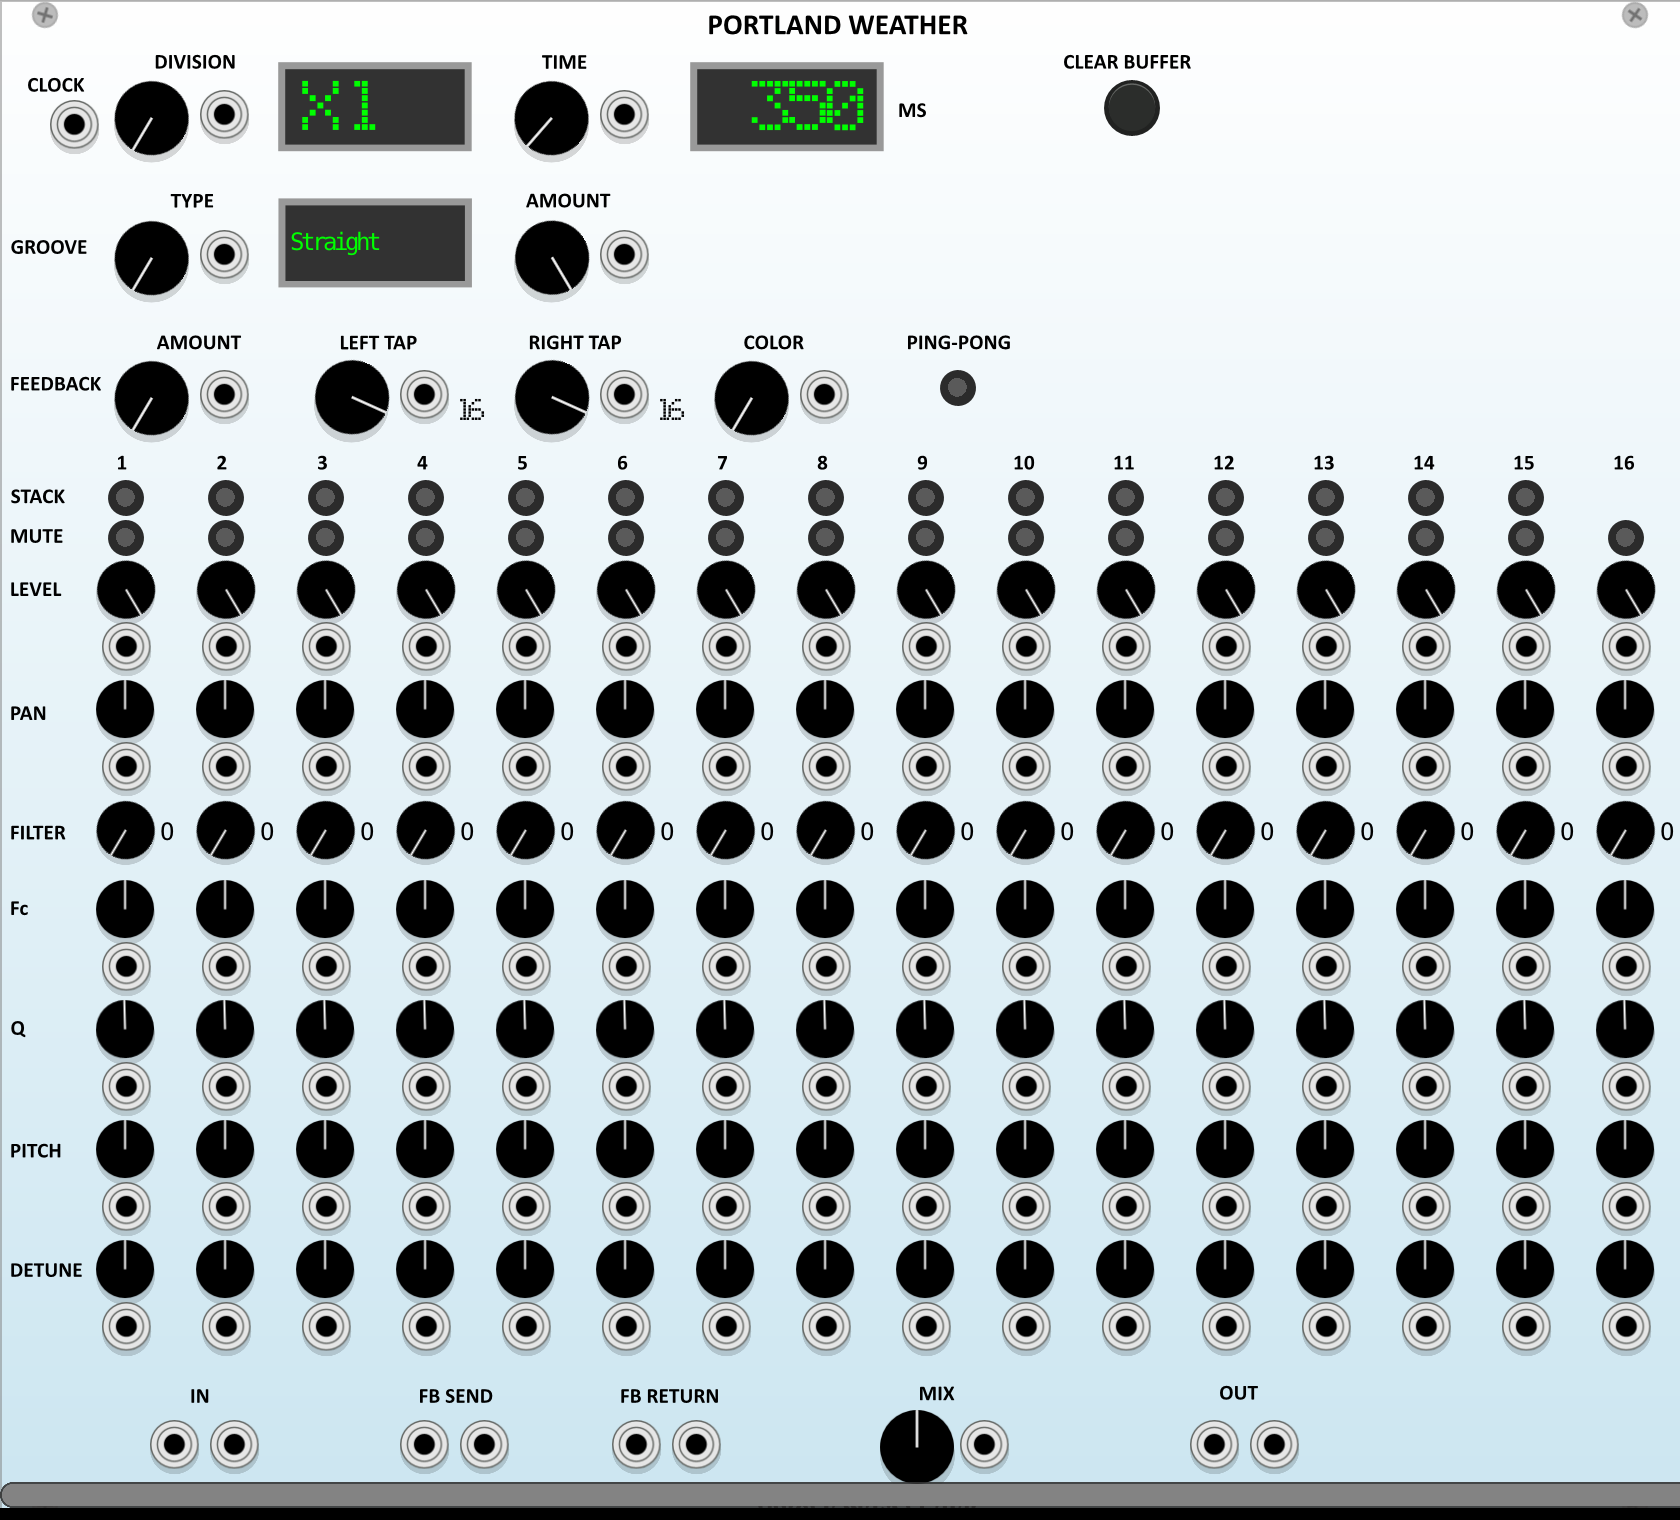 PORTLAND WEATHER
CLOCK DIVISION X1 TIME 350 MS CLEAR BUFFER
GROOVE TYPE Straight AMOUNT
FEEDBACK AMOUNT LEFT TAP 16 RIGHT TAP 16 COLOR PING-PONG
1 2 3 4 5 6 7 8 9 10 11 12 13 14 15 16
STACK
MUTE
LEVEL
PAN
FILTER 0 0 0 0 0 0 0 0 0 0 0 0 0 0 0 0
Fc
Q
PITCH
DETUNE
IN FB SEND FB RETURN MIX OUT